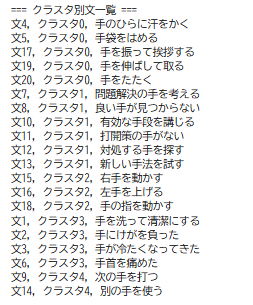 === クラスタ別文一覧 ===
文4, クラスタ0, 手のひらに汗をかく
文5, クラスタ0, 手袋をはめる
文17, クラスタ0, 手を振って挨拶する
文19, クラスタ0, 手を伸ばして取る
文20, クラスタ0, 手をたたく
文7, クラスタ1, 問題解決の手を考える
文8, クラスタ1, 良い手が見つからない
文10, クラスタ1, 有効な手段を講じる
文11, クラスタ1, 打開策の手がない
文12, クラスタ1, 対処する手を探す
文13, クラスタ1, 新しい手法を試す
文15, クラスタ2, 右手を動かす
文16, クラスタ2, 左手を上げる
文18, クラスタ2, 手の指を動かす
文1, クラスタ3, 手を洗って清潔にする
文2, クラスタ3, 手にけがを負った
文3, クラスタ3, 手が冷たくなってきた
文6, クラスタ3, 手首を痛めた
文9, クラスタ4, 次の手を打つ
文14, クラスタ4, 別の手を使う